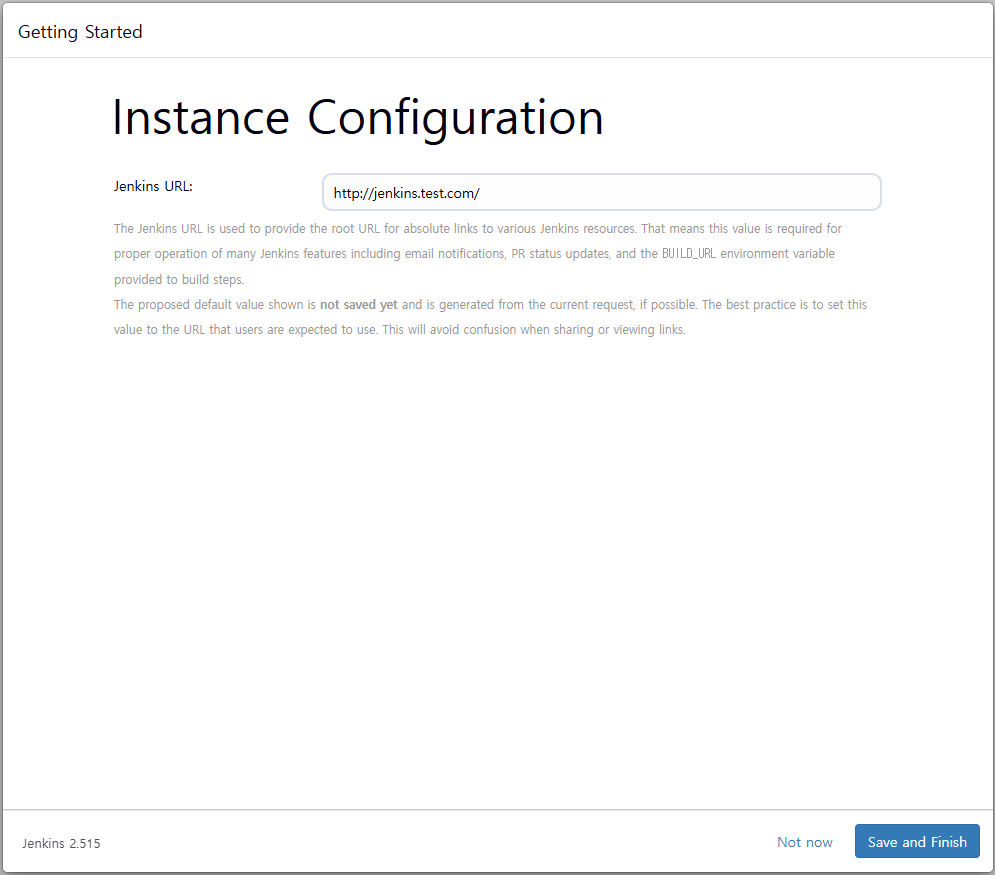 Getting Started
Instance Configuration
Jenkins URL:
http://jenkins.test.com/
The Jenkins URL is used to provide the root URL for absolute links to various Jenkins resources. That means this value is required for
proper operation of many Jenkins features including email notifications, PR status updates, and the BUILD_URL environment variable
provided to build steps.
The proposed default value shown is not saved yet and is generated from the current request, if possible. The best practice is to set this
value to the URL that users are expected to use. This will avoid confusion when sharing or viewing links.
Jenkins 2.515
Not now
Save and Finish